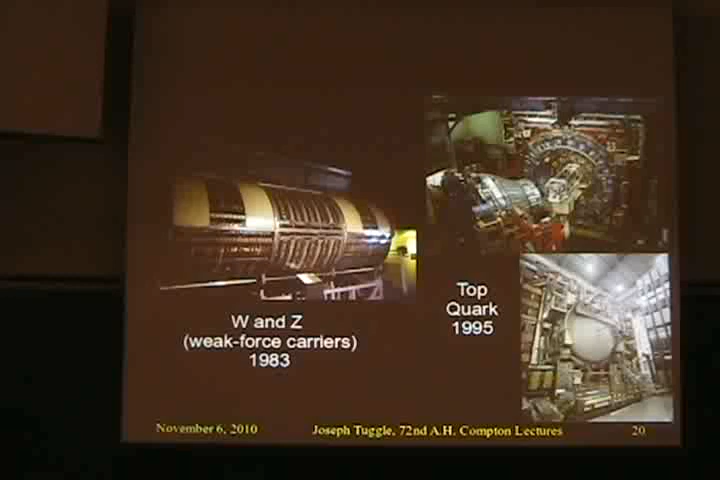 W and Z
(weak-force carriers)
1983
Top
Quark
1995
November 6, 2010
Joseph Tuggle, 72nd A.H. Compton Lectures
20